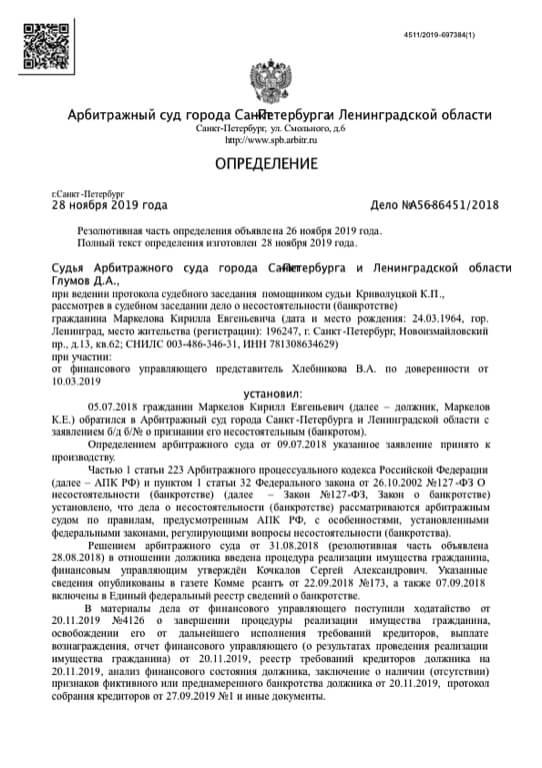 4511/2019-697384(1)
Арбитражный суд города Санкт-Петербурга и Ленинградской области
Санкт-Петербург, ул. Смольного, д.6
http://www.spb.arbitr.ru
ОПРЕДЕЛЕНИЕ
г.Санкт-Петербург
28 ноября 2019 года Дело №А56-86451/2018
Резолютивная часть определения объявлена 26 ноября 2019 года.
Полный текст определения изготовлен 28 ноября 2019 года.
Судья Арбитражного суда города Санкт-Петербурга и Ленинградской области
Глумов Д.А.,
при ведении протокола судебного заседания помощником судьи Криволуцкой К.П.,
рассмотрев в судебном заседании дело о несостоятельности (банкротстве)
гражданина Маркелова Кирилла Евгеньевича (дата и место рождения: 24.03.1964, гор.
Ленинград, место жительства (регистрации): 196247, г. Санкт-Петербург, Новоизмайловский
пр., д.13, кв.62; СНИЛС 003-486-346-31, ИНН 781308634629)
при участии:
от финансового управляющего представитель Хлебникова В.А. по доверенности от
10.03.2019
установил:
05.07.2018 гражданин Маркелов Кирилл Евгеньевич (далее – должник, Маркелов
К.Е.) обратился в Арбитражный суд города Санкт-Петербурга и Ленинградской области с
заявлением б/д б/№ о признании его несостоятельным (банкротом).
Определением арбитражного суда от 09.07.2018 указанное заявление принято к
производству.
Частью 1 статьи 223 Арбитражного процессуального кодекса Российской Федерации
(далее – АПК РФ) и пунктом 1 статьи 32 Федерального закона от 26.10.2002 №127-ФЗ О
несостоятельности (банкротстве) (далее – Закон №127-ФЗ, Закон о банкротстве)
установлено, что дела о несостоятельности (банкротстве) рассматриваются арбитражным
судом по правилам, предусмотренным АПК РФ, с особенностями, установленными
федеральными законами, регулирующими вопросы несостоятельности (банкротства).
Решением арбитражного суда от 31.08.2018 (резолютивная часть объявлена
28.08.2018) в отношении должника введена процедура реализации имущества гражданина,
финансовым управляющим утверждён Кочкалов Сергей Александрович. Указанные
сведения опубликованы в газете Комме рсантъ от 22.09.2018 №173, а также 07.09.2018
включены в Единый федеральный реестр сведений о банкротстве.
В материалы дела от финансового управляющего поступили ходатайство от
20.11.2019 №4126 о завершении процедуры реализации имущества гражданина,
освобождении его от дальнейшего исполнения требований кредиторов, выплате
вознаграждения, отчет финансового управляющего (о результатах проведения реализации
имущества гражданина) от 20.11.2019, реестр требований кредиторов должника на
20.11.2019, анализ финансового состояния должника, заключение о наличии (отсутствии)
признаков фиктивного или преднамеренного банкротства должника от 20.11.2019, протокол
собрания кредиторов от 27.09.2019 №1 и иные документы.